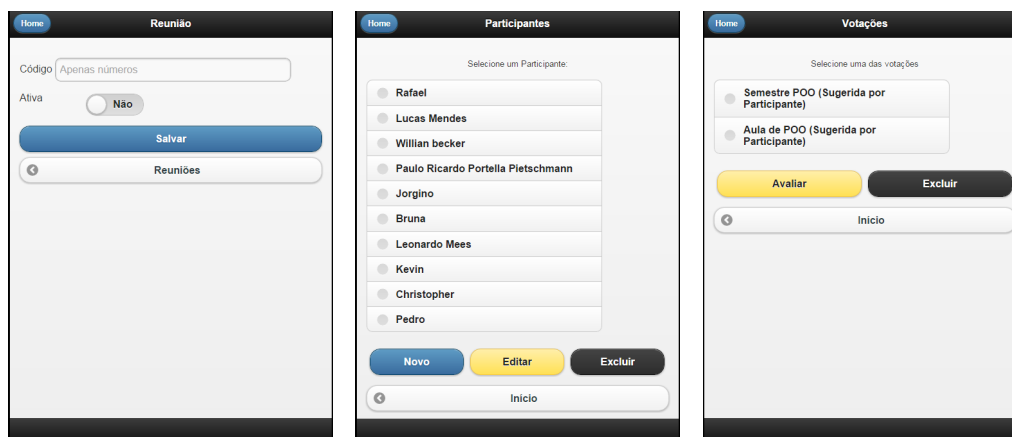 Home
Reunião
Código
Apenas números
Ativa
Não
Salvar
Reuniões
Home
Participantes
Selecione um Participante:
Rafael
Lucas Mendes
Willian becker
Paulo Ricardo Portella Pietschmann
Jorgino
Bruna
Leonardo Mees
Kevin
Christopher
Pedro
Novo
Editar
Excluir
Inicio
Home
Votações
Selecione uma das votações
Semestre POO (Sugerida por
Participante)
Aula de POO (Sugerida por
Participante)
Avaliar
Excluir
Inicio